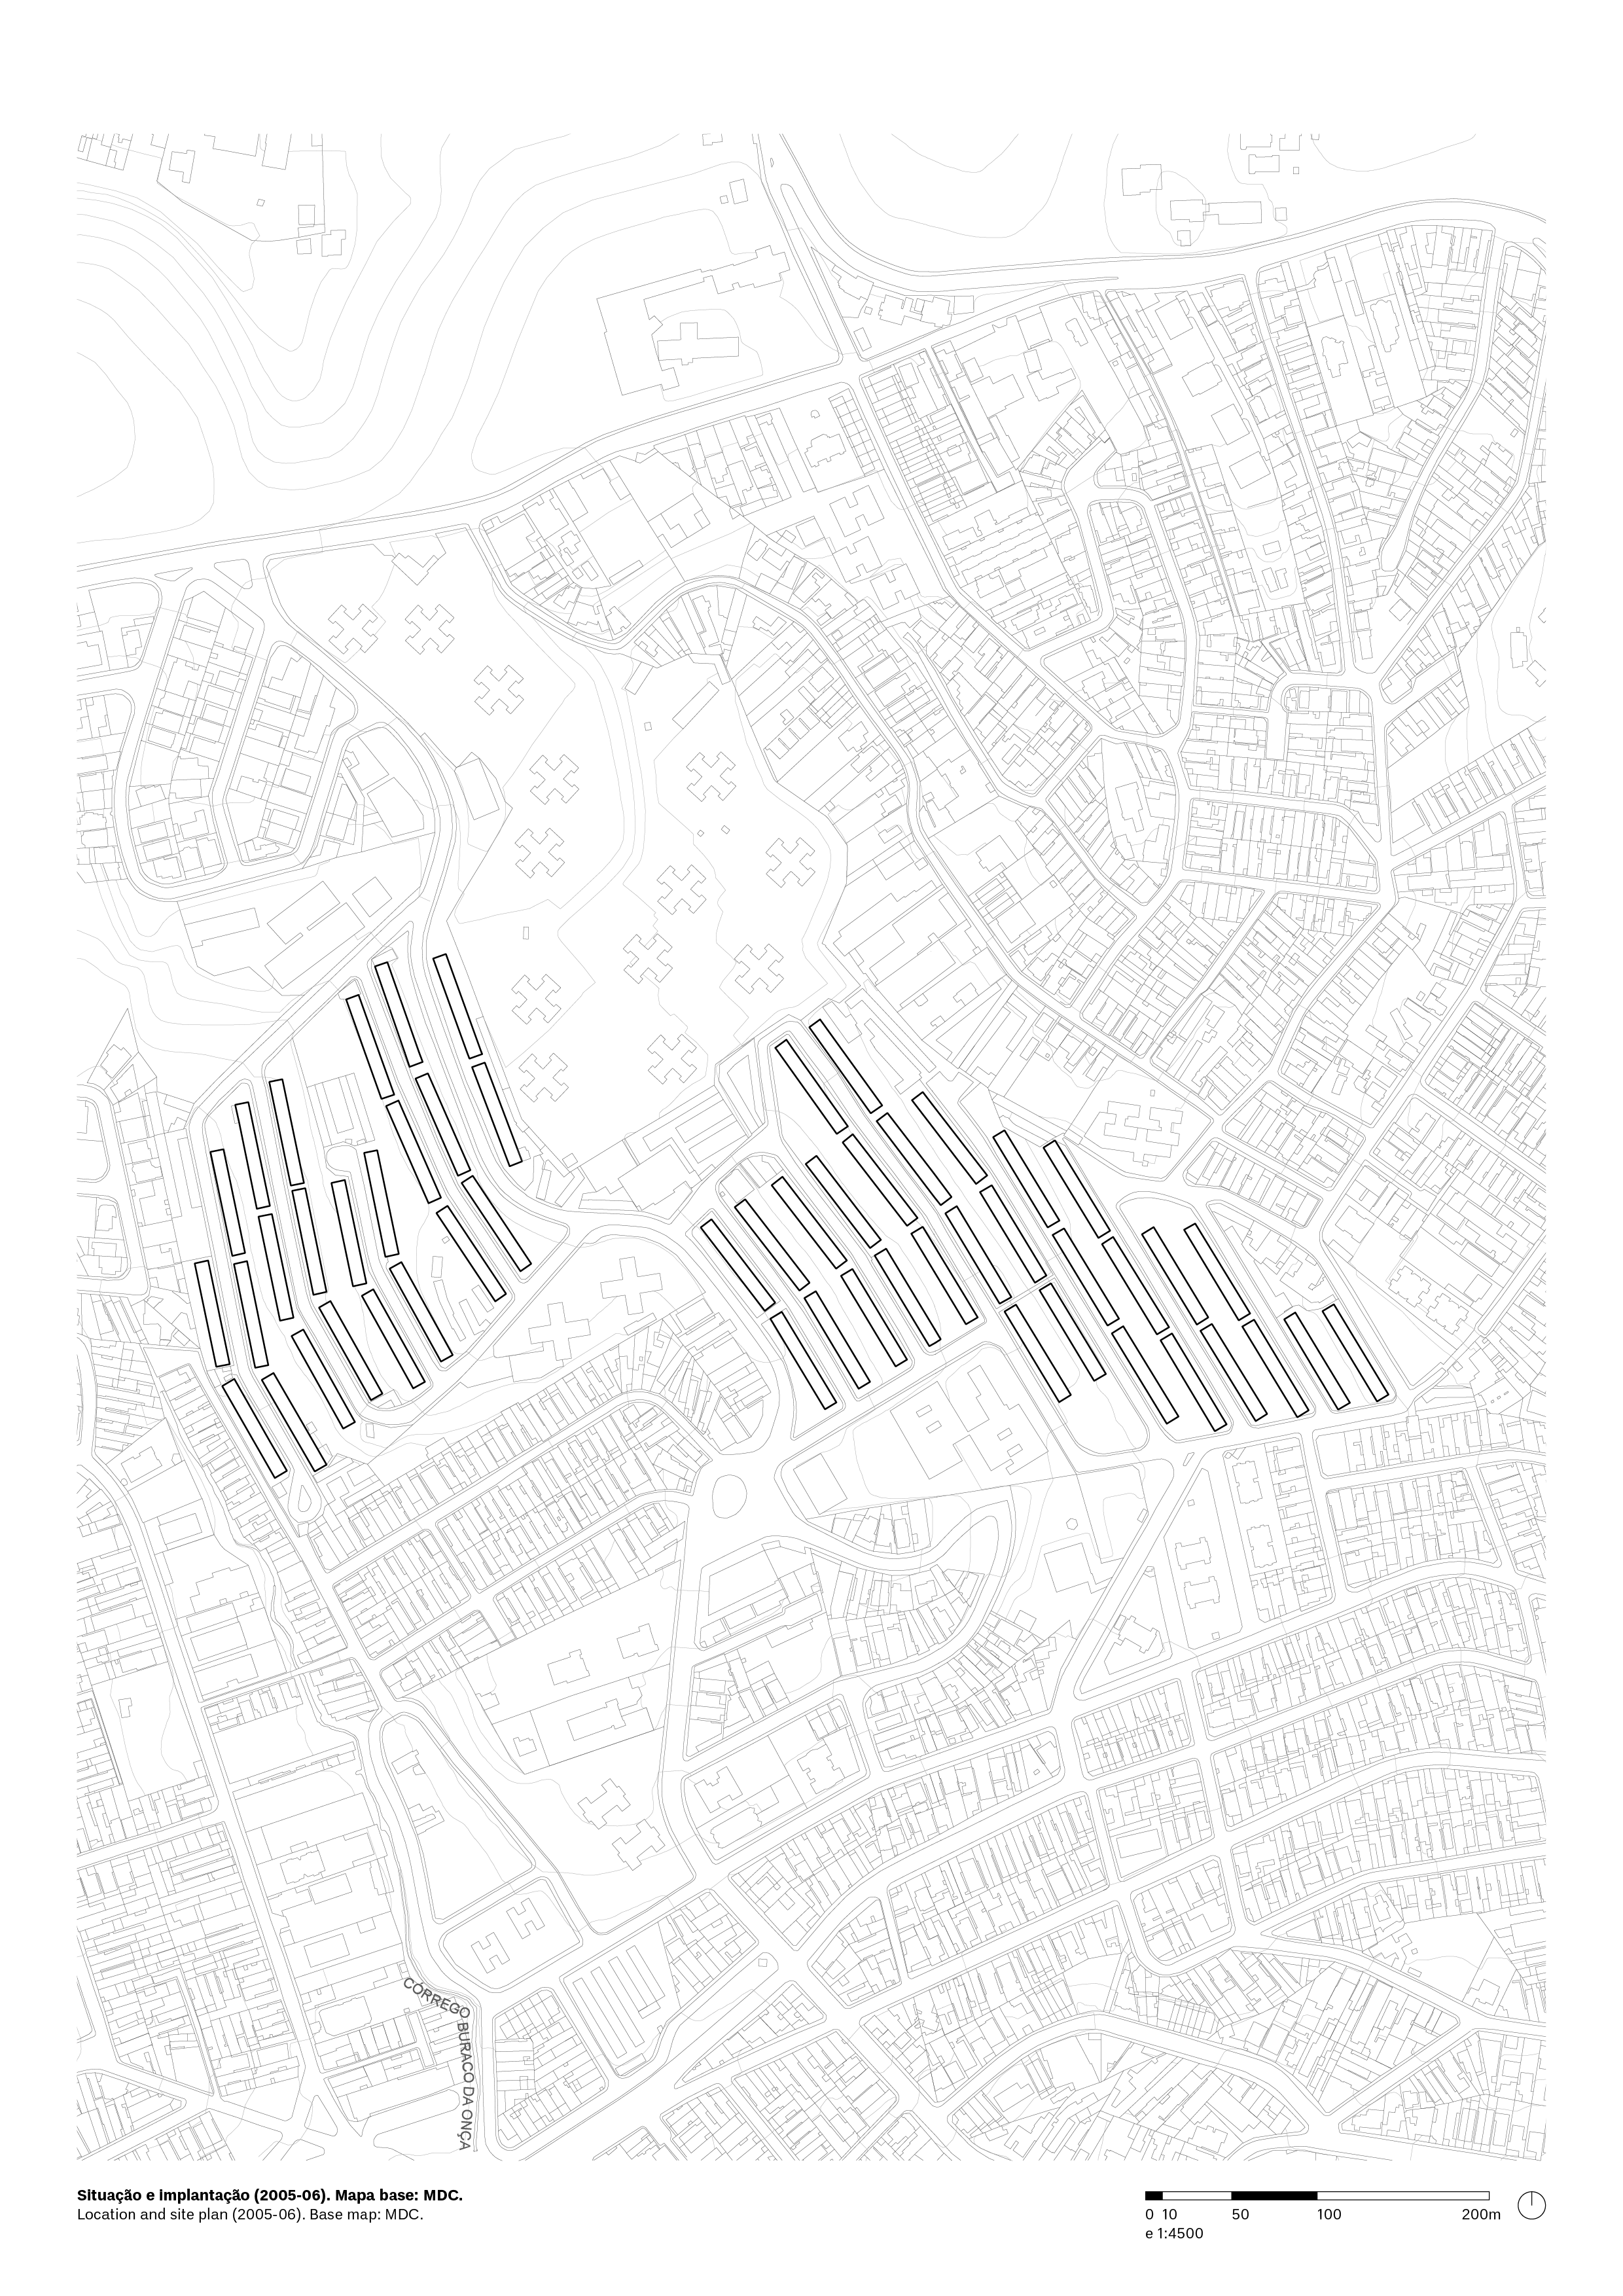 CÓRREGO BURACO DA ONÇA
Situação e implantação (2005-06). Mapa base: MDC.
Location and site plan (2005-06). Base map: MDC.
0 10 50 100 200m
e 1:4500